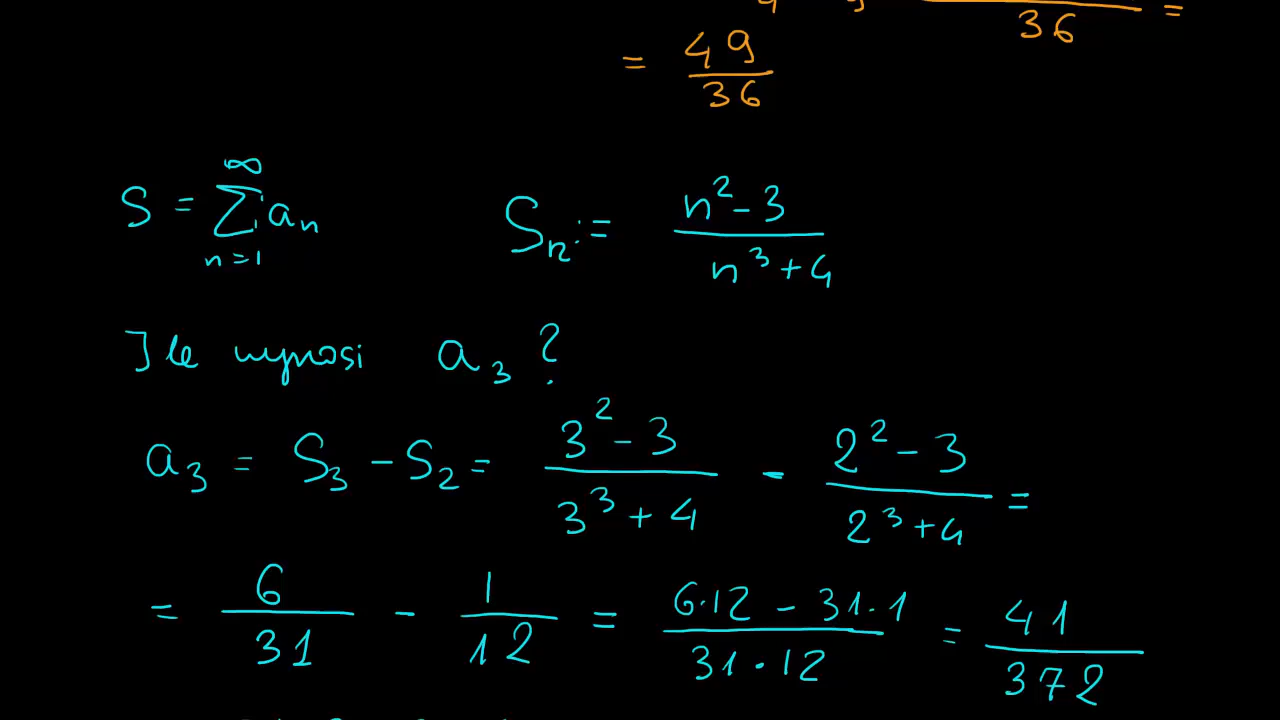 36 =
= 49/36
S = ∑_{n=1}^{∞} a_n S_n := (n² - 3)/(n³ + 4)
Ile wynosi a₃ ?
a₃ = S₃ - S₂ = (3² - 3)/(3³ + 4) - (2² - 3)/(2³ + 4) =
= 6/31 - 1/12 = (6·12 - 31·1)/(31·12) = 41/372